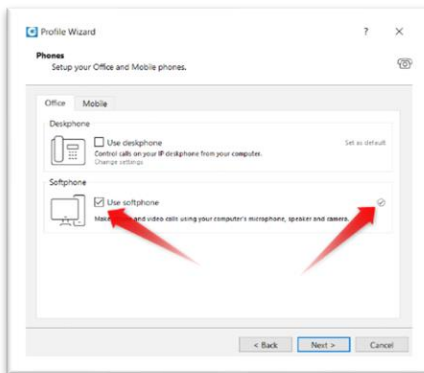 Profile Wizard
?
Phones
Setup your Office and Mobile phones.
Office Mobile
Deskphone
Use deskphone
Set as default
Control calls on your IP deskphone from your computer.
Change settings
Softphone
Use softphone
and video calls using your computer's microphone, speaker and camera.
< Back Next > Cancel